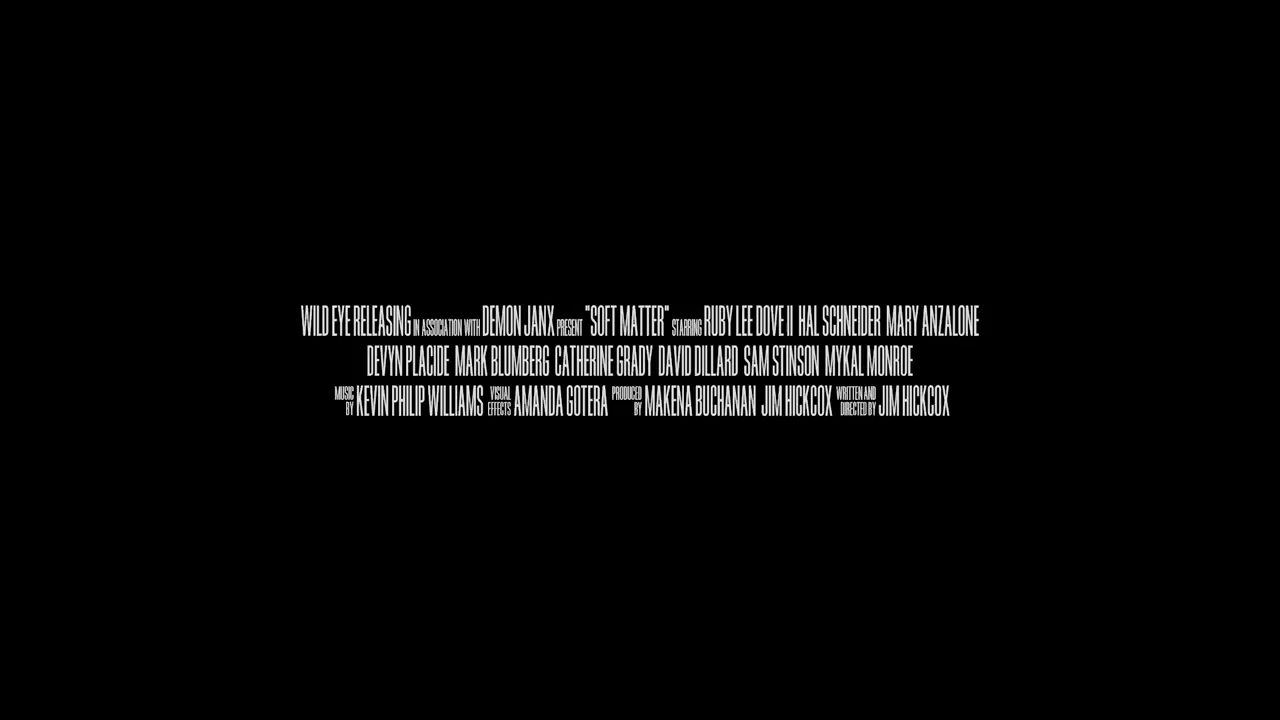 WILD EYE RELEASING IN ASSOCIATION WITH DEMON JANX PRESENT "SOFT MATTER" STARRING RUBY LEE DOVE II HAL SCHNEIDER MARY ANZALONE
DEVYN PLACIDE MARK BLUMBERG CATHERINE GRADY DAVID DILLARD SAM STINSON MYKAL MONROE
MUSIC BY KEVIN PHILIP WILLIAMS VISUAL EFFECTS AMANDA GOTERA PRODUCED BY MAKENA BUCHANAN JIM HICKCOX WRITTEN AND DIRECTED BY JIM HICKCOX